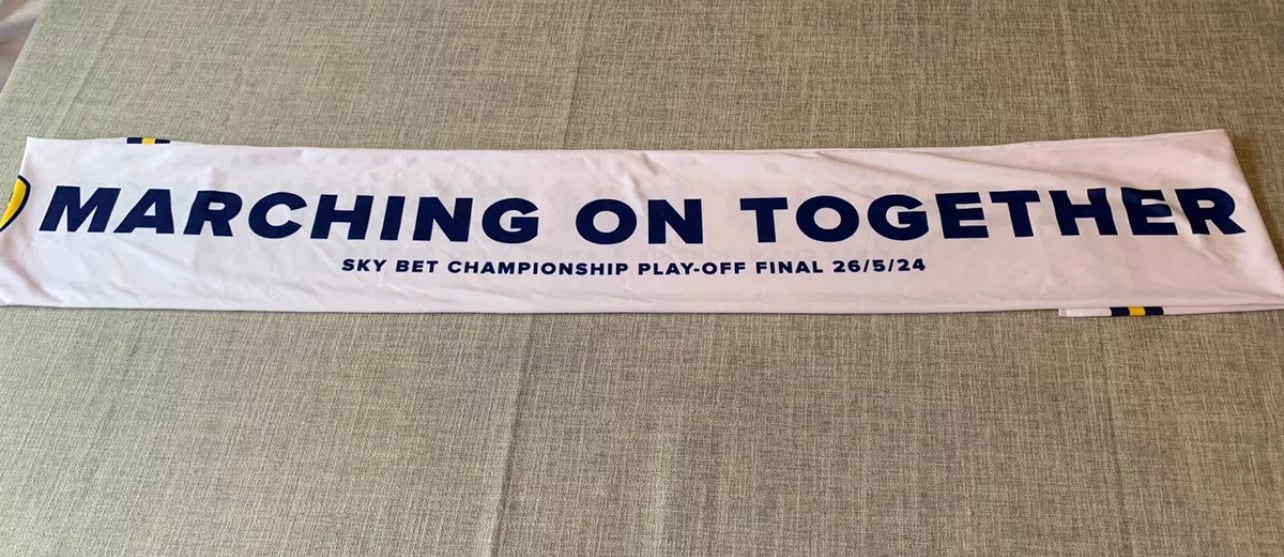 MARCHING ON TOGETHER
SKY BET CHAMPIONSHIP PLAY-OFF FINAL 26/5/24